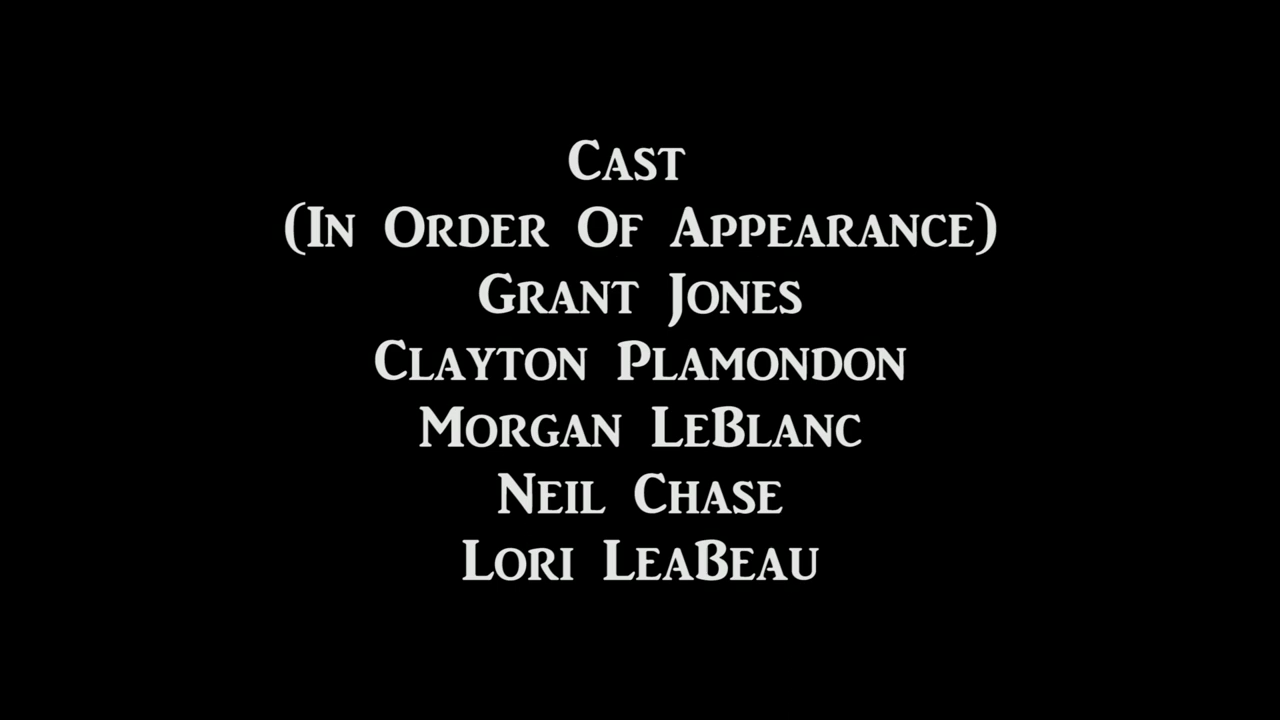 Cast
(In Order Of Appearance)
Grant Jones
Clayton Plamondon
Morgan LeBlanc
Neil Chase
Lori LeaBeau